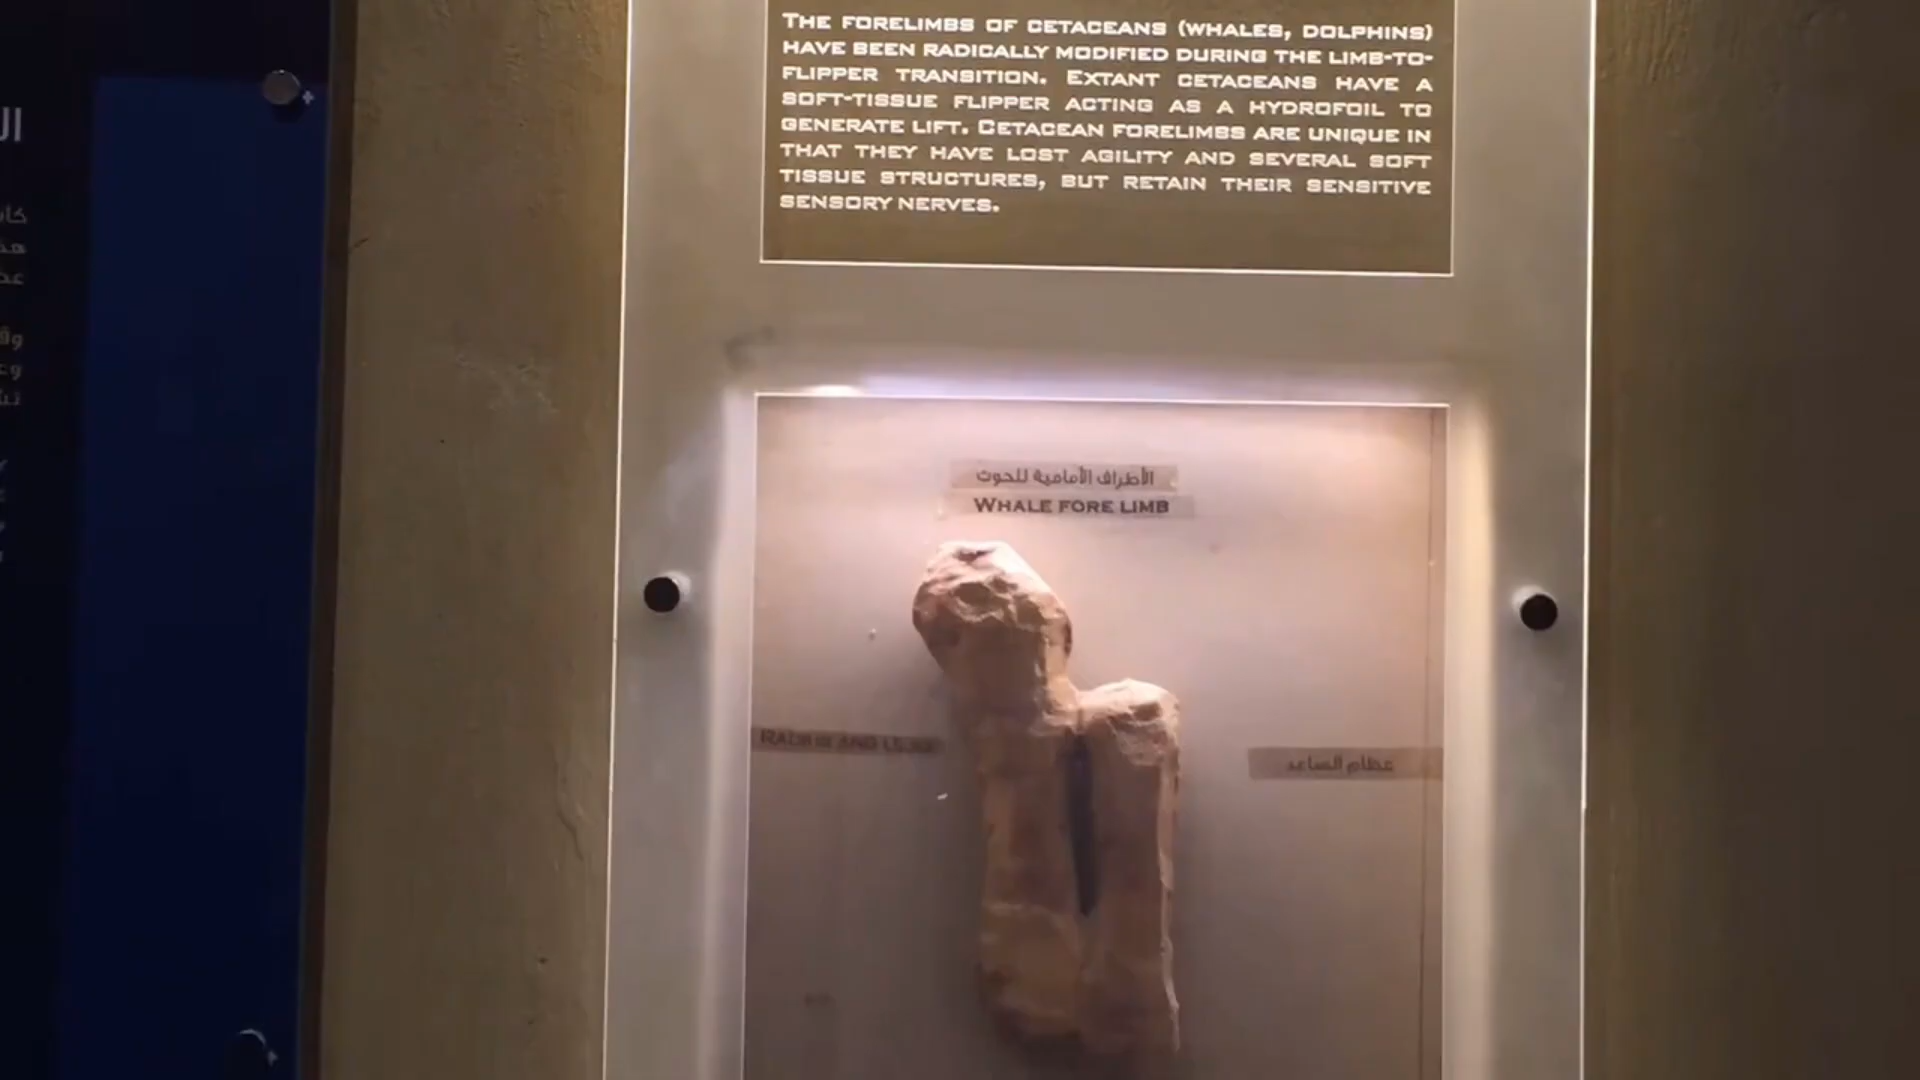 THE FORELIMBS OF CETACEANS (WHALES, DOLPHINS)
HAVE BEEN RADICALLY MODIFIED DURING THE LIMB-TO-
FLIPPER TRANSITION. EXTANT CETACEANS HAVE A
SOFT-TISSUE FLIPPER ACTING AS A HYDROFOIL TO
GENERATE LIFT. CETACEAN FORELIMBS ARE UNIQUE IN
THAT THEY HAVE LOST AGILITY AND SEVERAL SOFT
TISSUE STRUCTURES, BUT RETAIN THEIR SENSITIVE
SENSORY NERVES.
الأطراف الأمامية للحوت
WHALE FORE LIMB
RADIUS AND
عظام الساعد